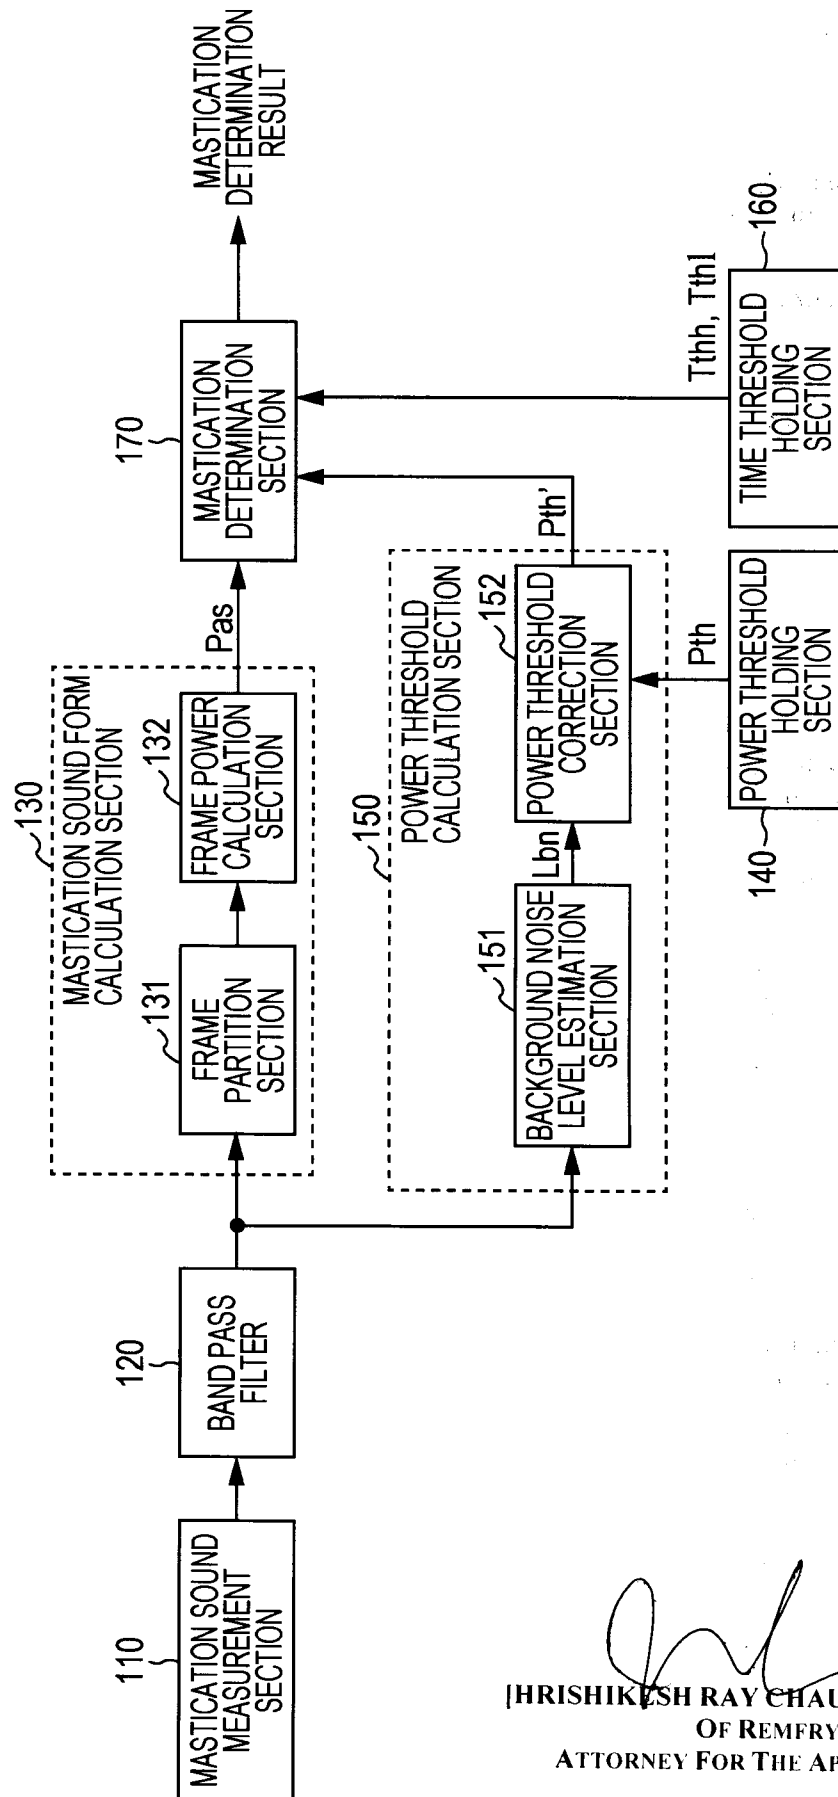 110
MASTICATION SOUND
MEASUREMENT
SECTION
120
BAND PASS
FILTER
130
MASTICATION SOUND FORM
CALCULATION SECTION
131
FRAME
PARTITION
SECTION
132
FRAME POWER
CALCULATION
SECTION
Pas
170
MASTICATION
DETERMINATION
SECTION
MASTICATION
DETERMINATION
RESULT
150
POWER THRESHOLD
CALCULATION SECTION
151
BACKGROUND NOISE
LEVEL ESTIMATION
SECTION
Lbn
152
POWER THRESHOLD
CORRECTION
SECTION
Pth'
Pth
140
POWER THRESHOLD
HOLDING
SECTION
Tthh, Tthl
160
TIME THRESHOLD
HOLDING
SECTION
[HRISHIKESH RAY CHAU
OF REMFRY
ATTORNEY FOR THE AP